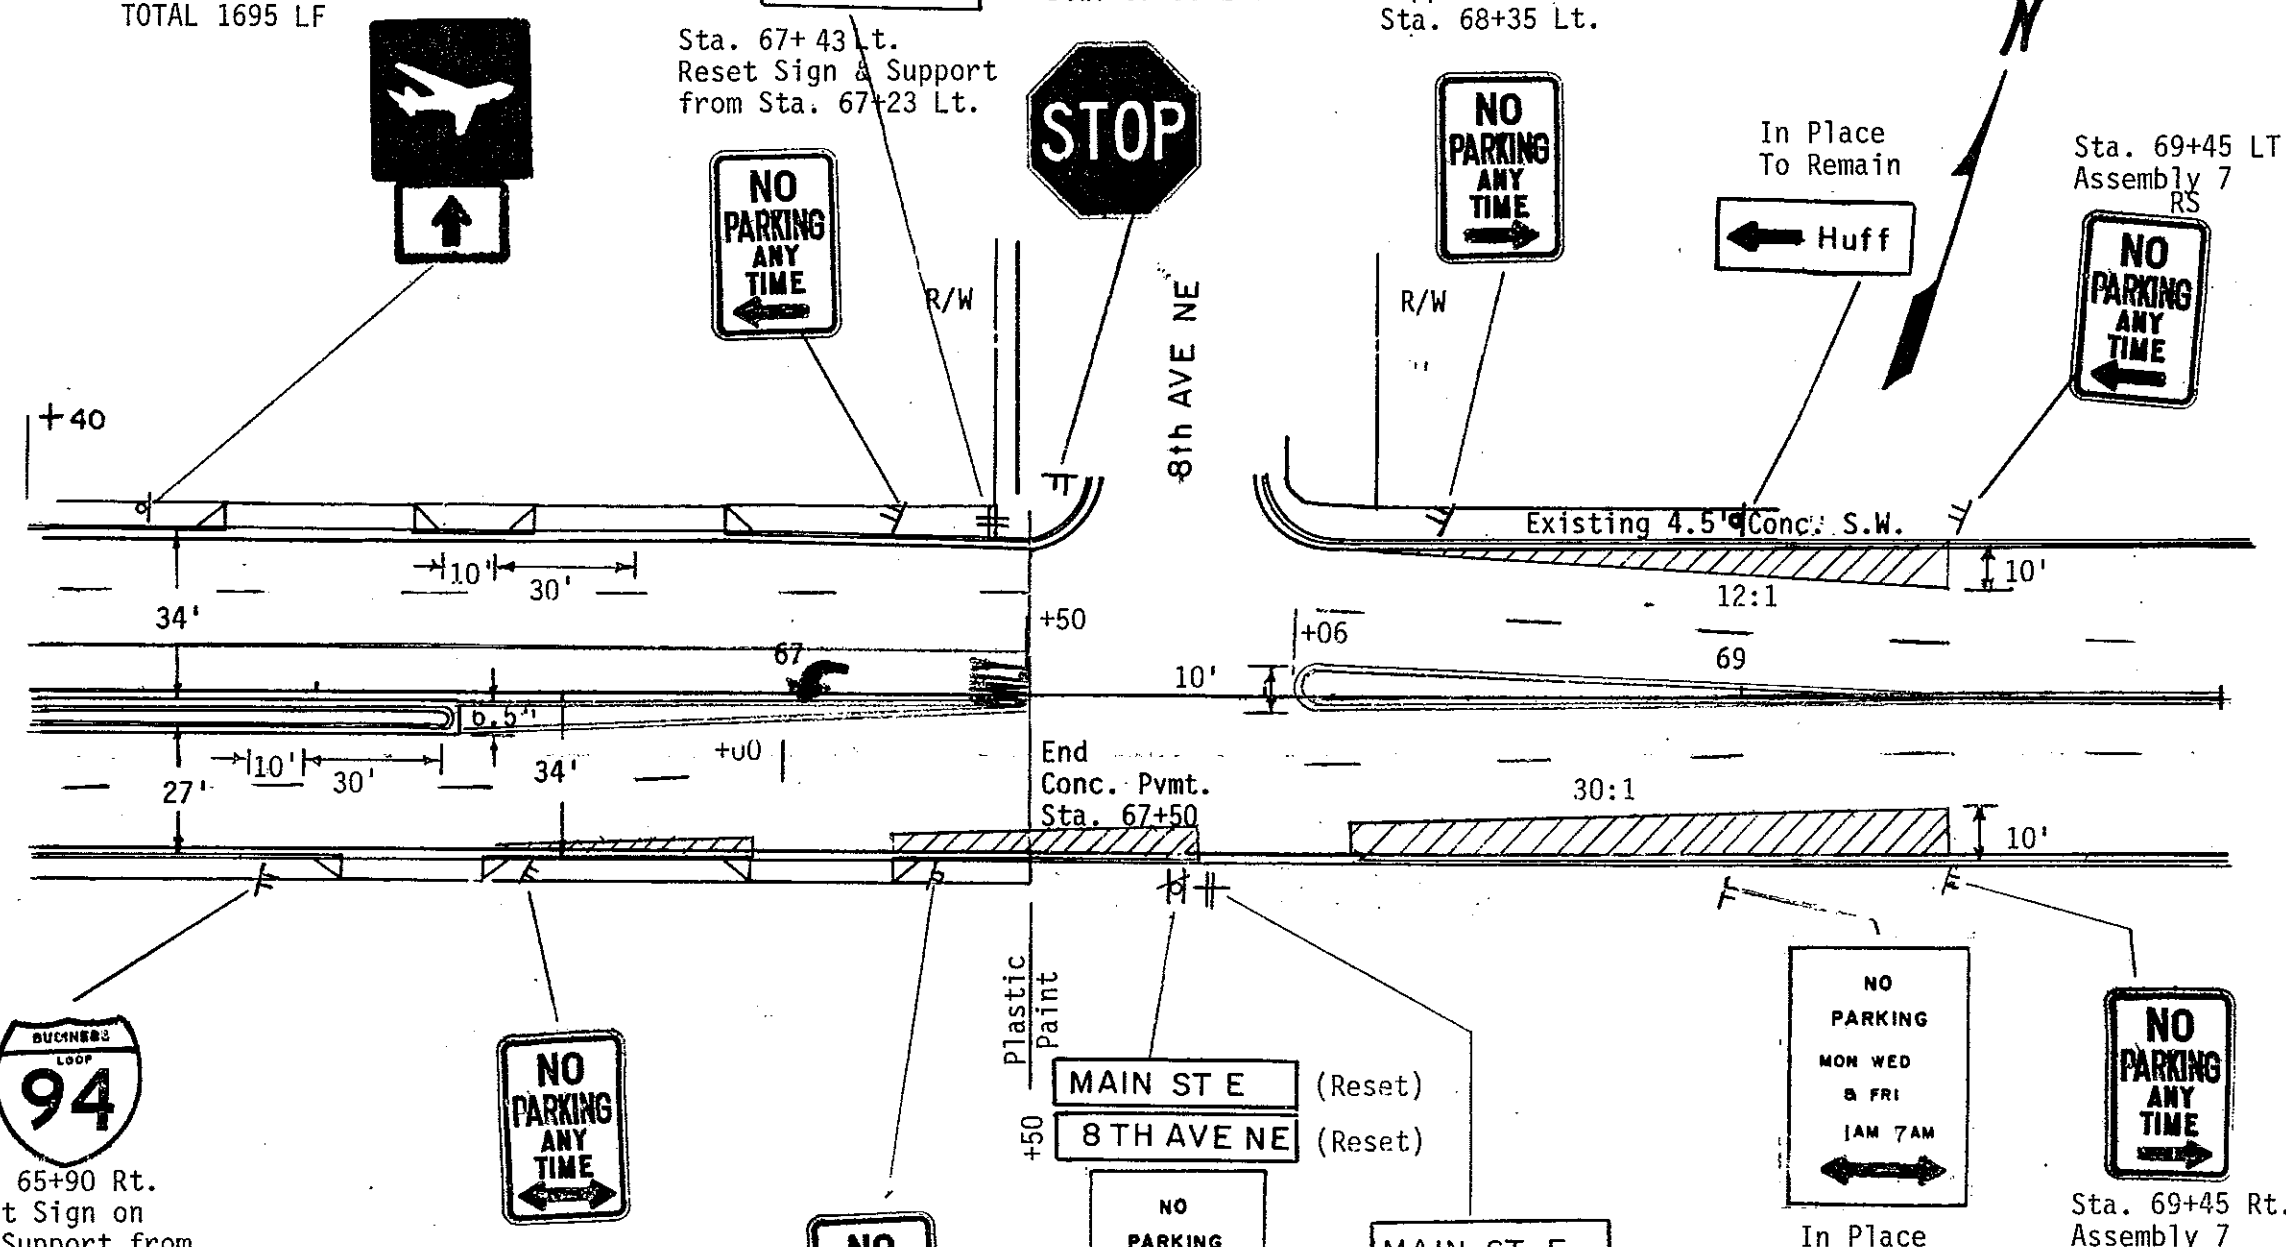 TOTAL 1695 LF
Sta. 67+43 Lt.
Reset Sign & Support
from Sta. 67+23 Lt.
STOP
Sta. 68+35 Lt.
NO
PARKING
ANY
TIME
NO
PARKING
ANY
TIME
In Place
To Remain
Huff
N
Sta. 69+45 LT
Assembly 7
RS
NO
PARKING
ANY
TIME
R/W
8th AVE NE
R/W
+40
Existing 4.5' Conc. S.W.
10'
30'
34'
12:1
10'
+50
+06
67
69
10'
6.5'
+00
10'
30'
34'
27'
End
Conc. Pvmt.
Sta. 67+50
30:1
10'
Plastic
Paint
+50
BUSINESS
LOOP
94
65+90 Rt.
t Sign on
Support from
NO
PARKING
ANY
TIME
NO
MAIN ST E (Reset)
8TH AVE NE (Reset)
NO
PARKING
MAIN ST E
NO
PARKING
MON WED
& FRI
1AM 7AM
In Place
NO
PARKING
ANY
TIME
Sta. 69+45 Rt.
Assembly 7